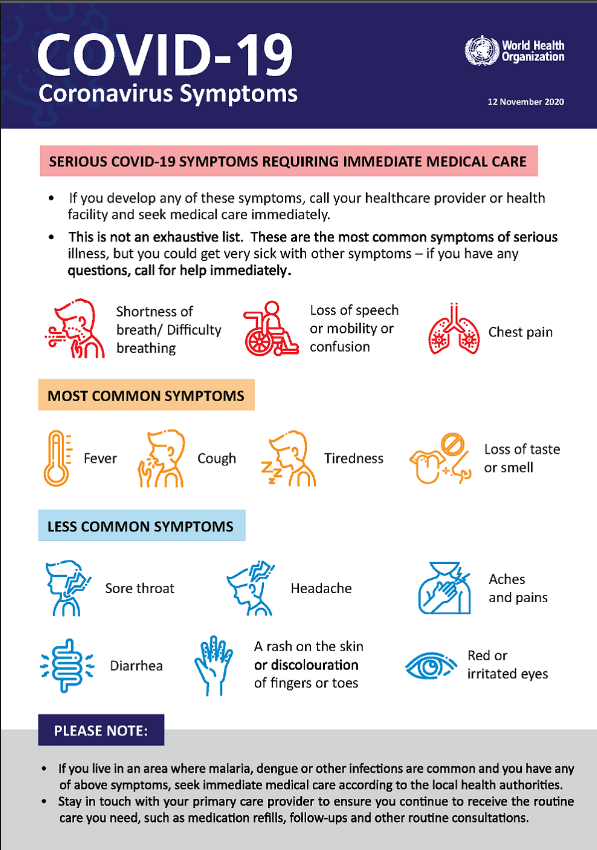 COVID-19
Coronavirus Symptoms
World Health
Organization
12 November 2020
SERIOUS COVID-19 SYMPTOMS REQUIRING IMMEDIATE MEDICAL CARE
• If you develop any of these symptoms, call your healthcare provider or health
facility and seek medical care immediately.
• This is not an exhaustive list. These are the most common symptoms of serious
illness, but you could get very sick with other symptoms – if you have any
questions, call for help immediately.
Shortness of
breath/ Difficulty
breathing
Loss of speech
or mobility or
confusion
Chest pain
MOST COMMON SYMPTOMS
Fever
Cough
Tiredness
Loss of taste
or smell
LESS COMMON SYMPTOMS
Sore throat
Headache
Aches
and pains
Diarrhea
A rash on the skin
or discolouration
of fingers or toes
Red or
irritated eyes
PLEASE NOTE:
• If you live in an area where malaria, dengue or other infections are common and you have any
of above symptoms, seek immediate medical care according to the local health authorities.
• Stay in touch with your primary care provider to ensure you continue to receive the routine
care you need, such as medication refills, follow-ups and other routine consultations.